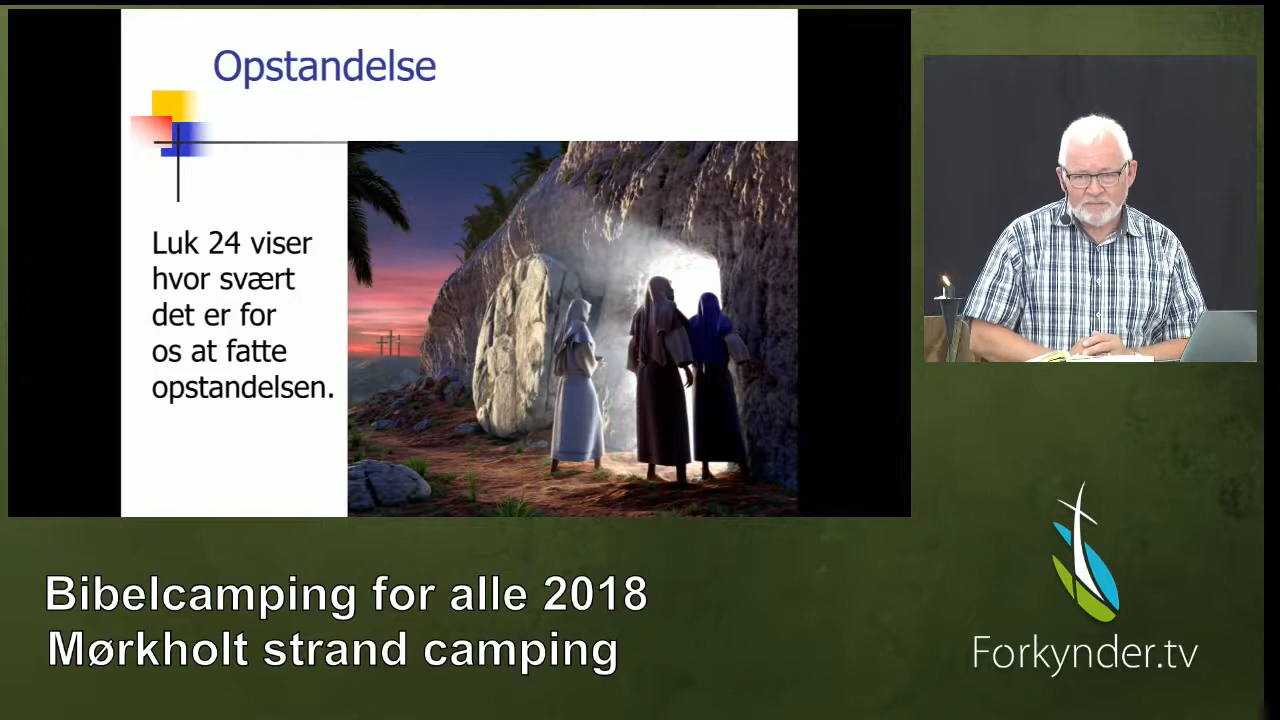 Opstandelse
Luk 24 viser
hvor svært
det er for
os at fatte
opstandelsen.
Bibelcamping for alle 2018
Mørkholt strand camping
Forkynder.tv